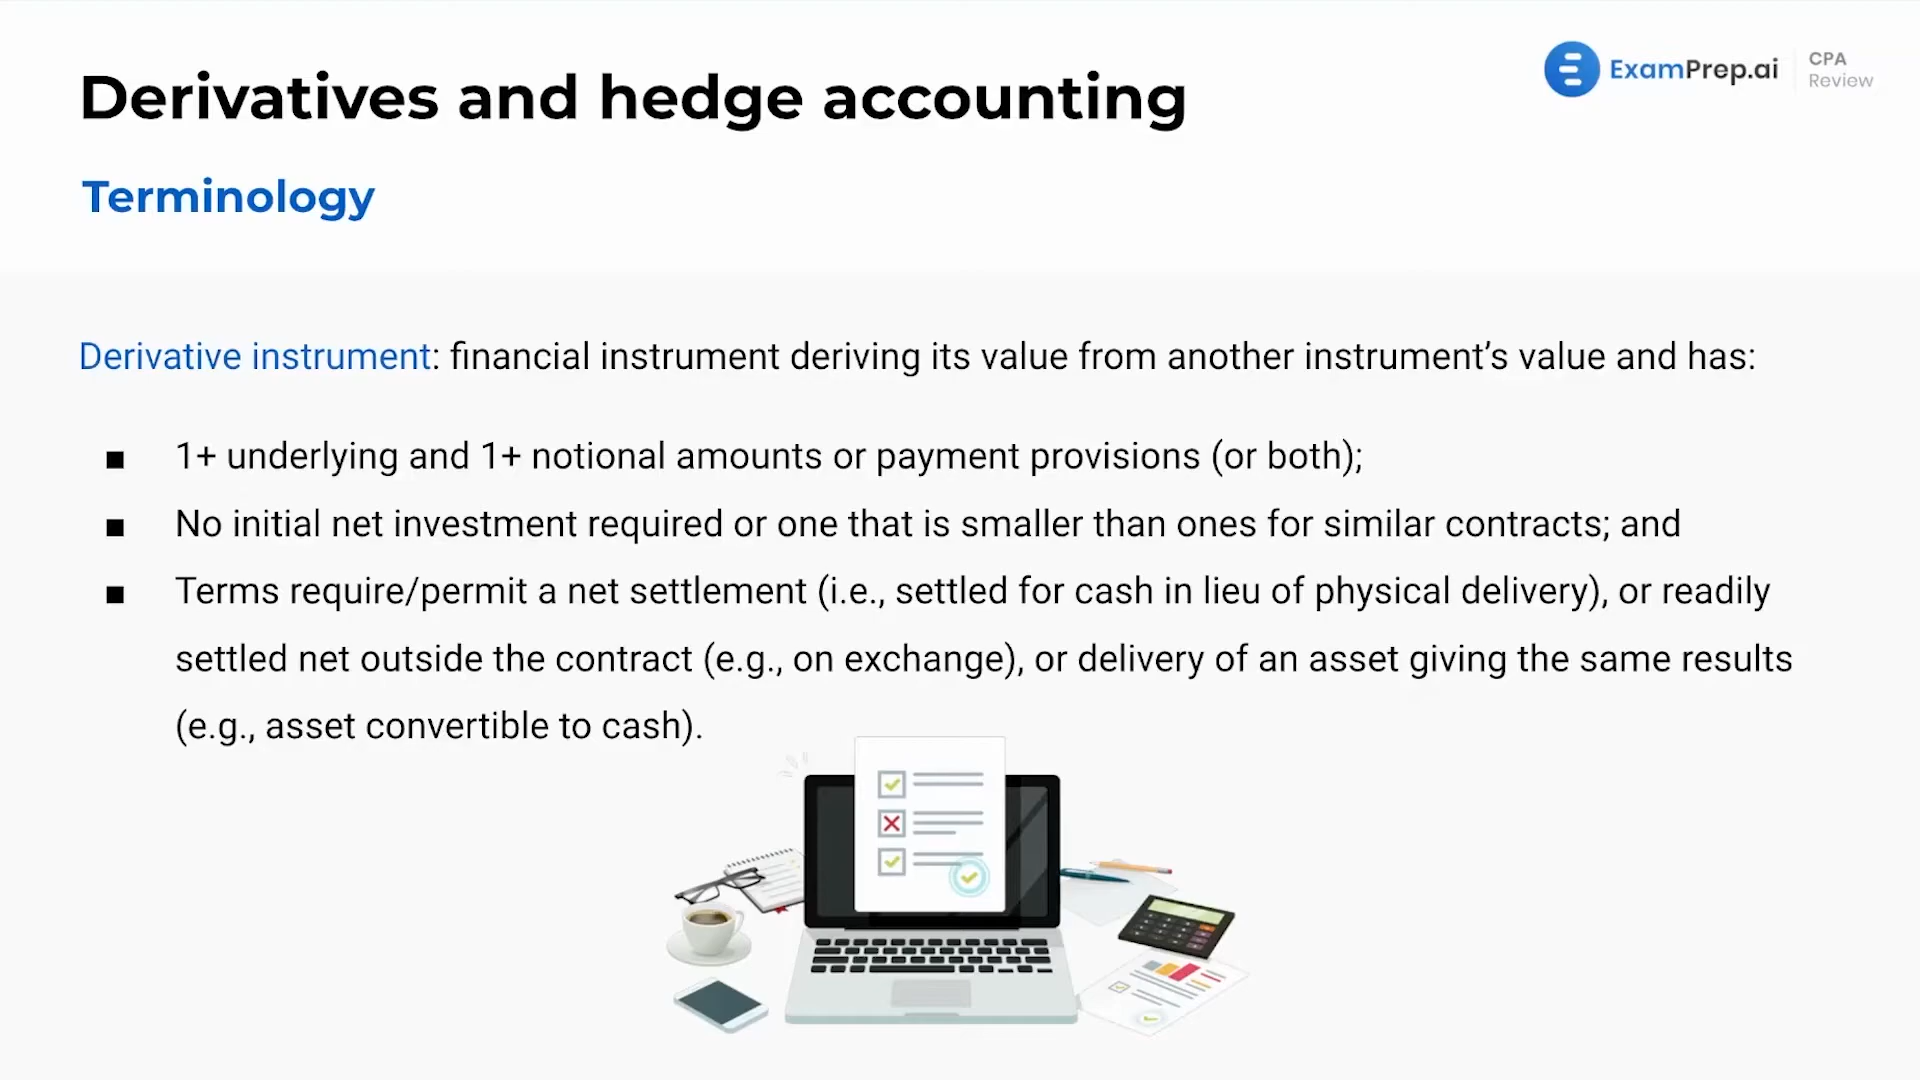 Derivatives and hedge accounting
ExamPrep.ai
CPA
Review
Terminology
Derivative instrument: financial instrument deriving its value from another instrument’s value and has:
■ 1+ underlying and 1+ notional amounts or payment provisions (or both);
■ No initial net investment required or one that is smaller than ones for similar contracts; and
■ Terms require/permit a net settlement (i.e., settled for cash in lieu of physical delivery), or readily
settled net outside the contract (e.g., on exchange), or delivery of an asset giving the same results
(e.g., asset convertible to cash).